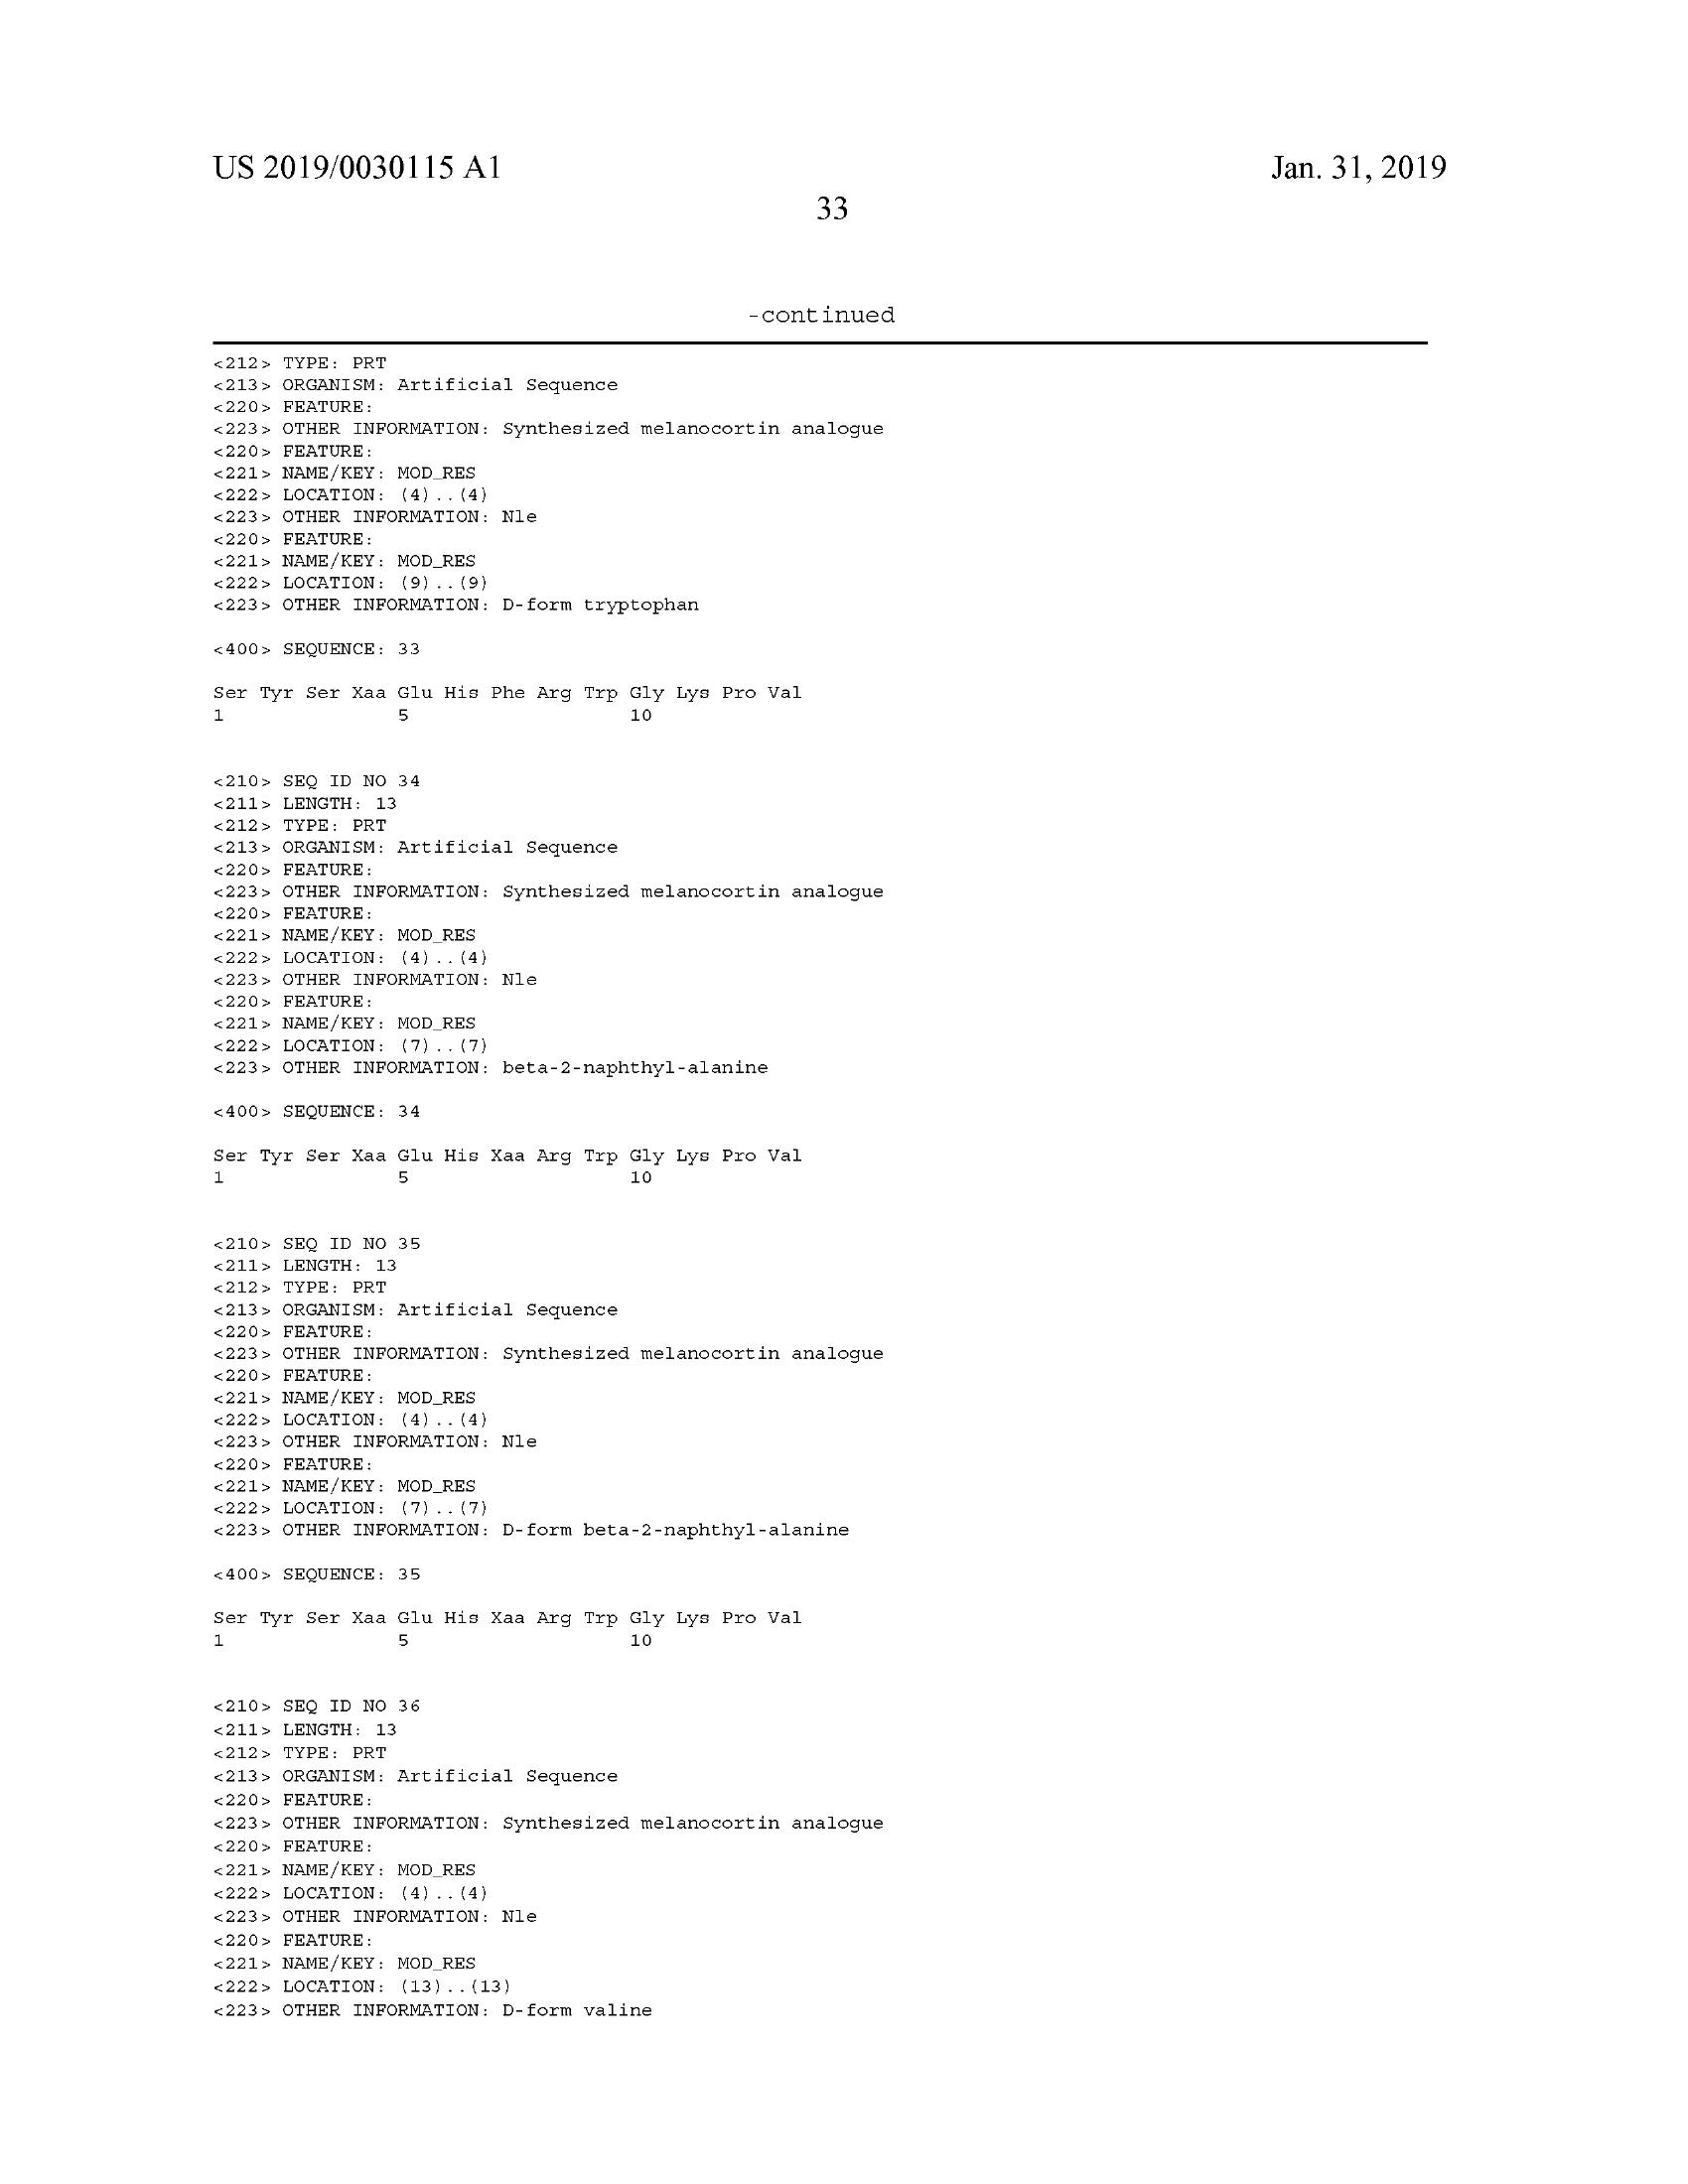 US 2019/0030115 A1
Jan. 31, 2019
33
-continued
<212> TYPE: PRT
<213> ORGANISM: Artificial Sequence
<220> FEATURE:
<223> OTHER INFORMATION: Synthesized melanocortin analogue
<220> FEATURE:
<221> NAME/KEY: MOD_RES
<222> LOCATION: (4)..(4)
<223> OTHER INFORMATION: Nle
<220> FEATURE:
<221> NAME/KEY: MOD_RES
<222> LOCATION: (9)..(9)
<223> OTHER INFORMATION: D-form tryptophan
<400> SEQUENCE: 33
Ser Tyr Ser Xaa Glu His Phe Arg Trp Gly Lys Pro Val
1 5 10
<210> SEQ ID NO 34
<211> LENGTH: 13
<212> TYPE: PRT
<213> ORGANISM: Artificial Sequence
<220> FEATURE:
<223> OTHER INFORMATION: Synthesized melanocortin analogue
<220> FEATURE:
<221> NAME/KEY: MOD_RES
<222> LOCATION: (4)..(4)
<223> OTHER INFORMATION: Nle
<220> FEATURE:
<221> NAME/KEY: MOD_RES
<222> LOCATION: (7)..(7)
<223> OTHER INFORMATION: beta-2-naphthyl-alanine
<400> SEQUENCE: 34
Ser Tyr Ser Xaa Glu His Xaa Arg Trp Gly Lys Pro Val
1 5 10
<210> SEQ ID NO 35
<211> LENGTH: 13
<212> TYPE: PRT
<213> ORGANISM: Artificial Sequence
<220> FEATURE:
<223> OTHER INFORMATION: Synthesized melanocortin analogue
<220> FEATURE:
<221> NAME/KEY: MOD_RES
<222> LOCATION: (4)..(4)
<223> OTHER INFORMATION: Nle
<220> FEATURE:
<221> NAME/KEY: MOD_RES
<222> LOCATION: (7)..(7)
<223> OTHER INFORMATION: D-form beta-2-naphthyl-alanine
<400> SEQUENCE: 35
Ser Tyr Ser Xaa Glu His Xaa Arg Trp Gly Lys Pro Val
1 5 10
<210> SEQ ID NO 36
<211> LENGTH: 13
<212> TYPE: PRT
<213> ORGANISM: Artificial Sequence
<220> FEATURE:
<223> OTHER INFORMATION: Synthesized melanocortin analogue
<220> FEATURE:
<221> NAME/KEY: MOD_RES
<222> LOCATION: (4)..(4)
<223> OTHER INFORMATION: Nle
<220> FEATURE:
<221> NAME/KEY: MOD_RES
<222> LOCATION: (13)..(13)
<223> OTHER INFORMATION: D-form valine